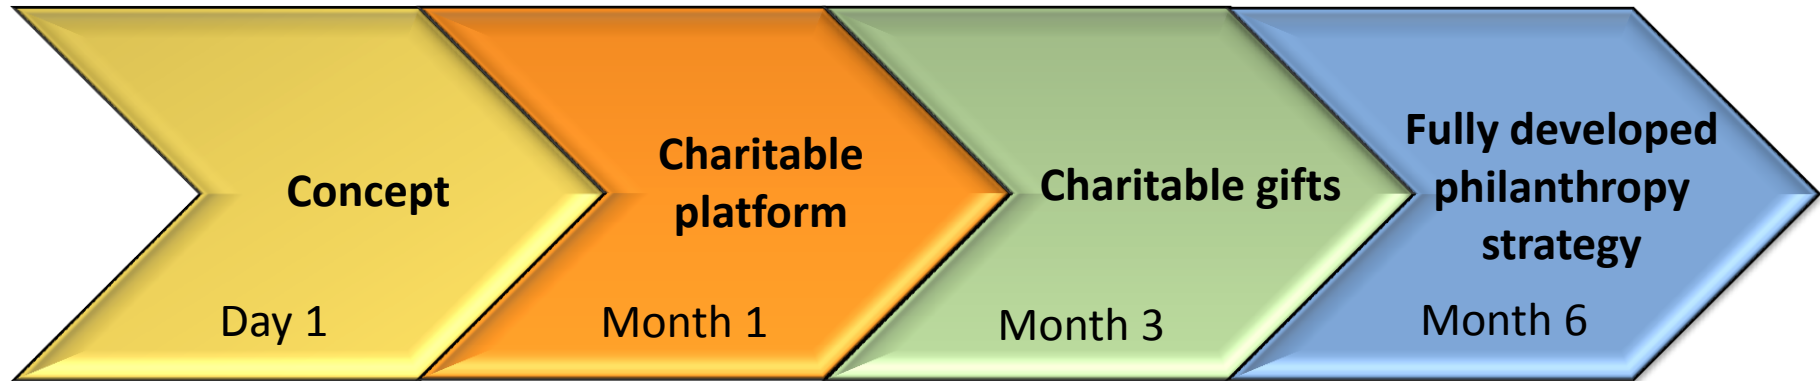 Concept
Day 1
Charitable
platform
Month 1
Charitable gifts
Month 3
Fully developed
philanthropy
strategy
Month 6